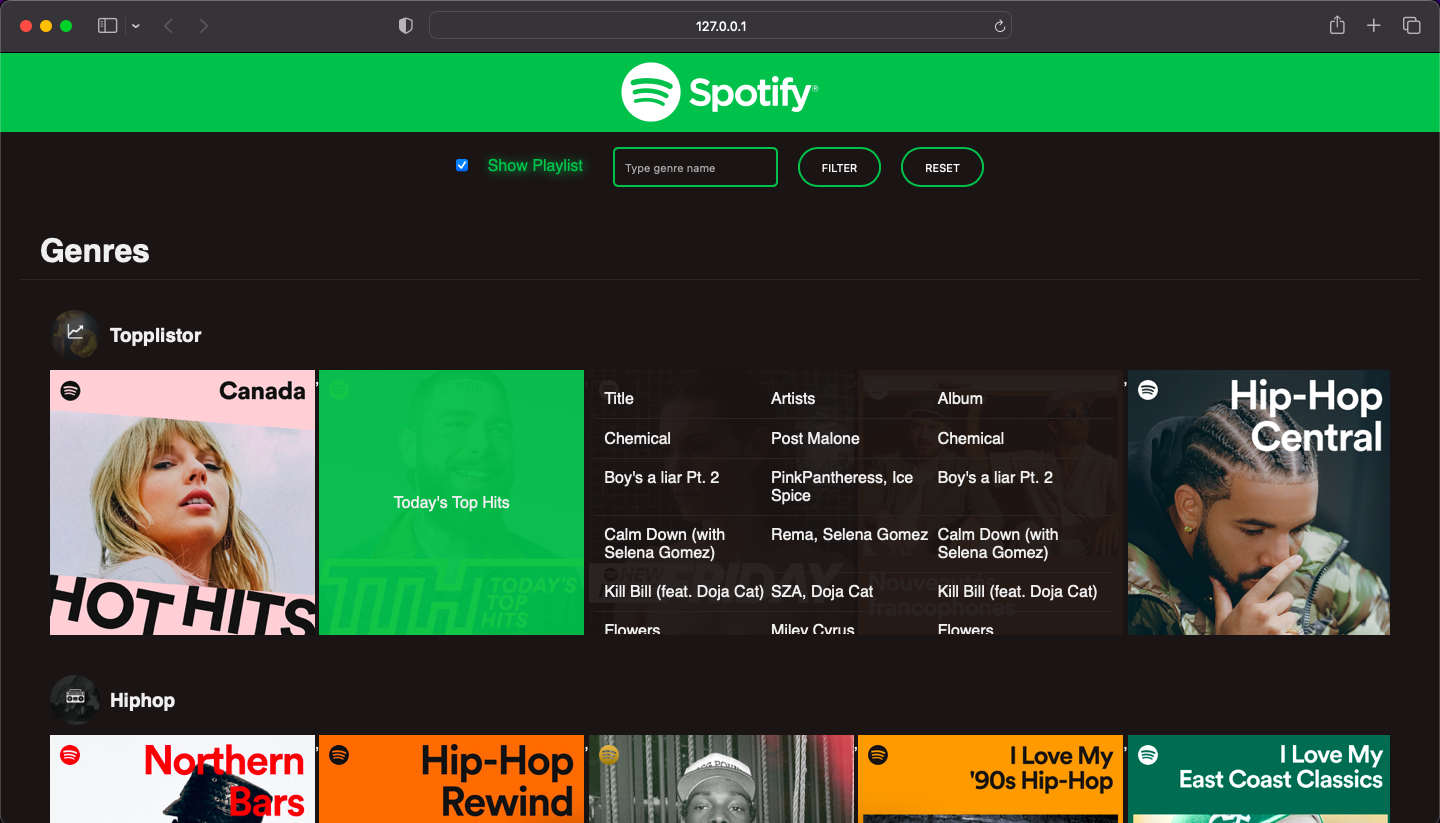 127.0.0.1
Spotify®
Show Playlist
Type genre name
FILTER
RESET
Genres
Topplistor
Canada
HOT HITS
,
Today's Top Hits
TTH TODAY'S
TOP
HITS
Title Artists Album
Chemical Post Malone Chemical
Boy's a liar Pt. 2 PinkPantheress, Ice Boy's a liar Pt. 2
Spice
Calm Down (with Rema, Selena Gomez Calm Down (with
Selena Gomez) Selena Gomez)
Kill Bill (feat. Doja Cat) SZA, Doja Cat Kill Bill (feat. Doja Cat)
Flowers Miley Cyrus Flowers
NEW
FRIDAY
francophones
,
Hip-Hop
Central
Hiphop
Northern
Bars
,
Hip-Hop
Rewind
,
,
I Love My
'90s Hip-Hop
,
I Love My
East Coast Classics